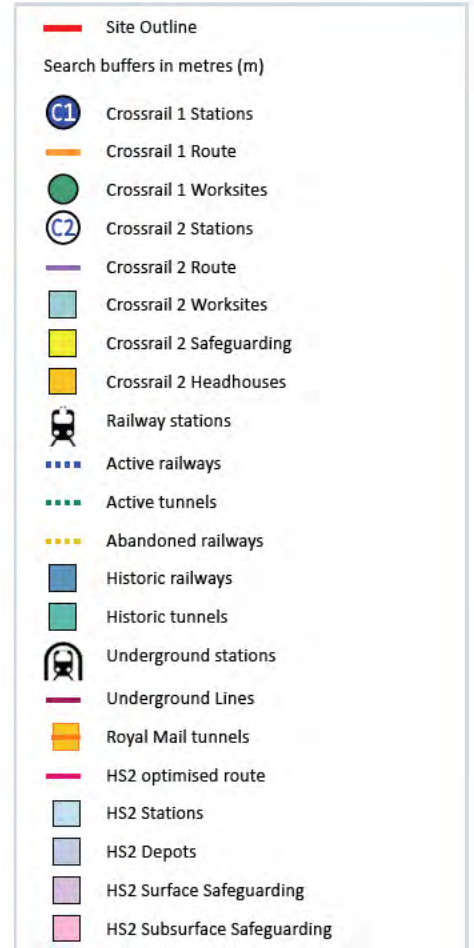 Site Outline
Search buffers in metres (m)
C1 Crossrail 1 Stations
Crossrail 1 Route
Crossrail 1 Worksites
C2 Crossrail 2 Stations
Crossrail 2 Route
Crossrail 2 Worksites
Crossrail 2 Safeguarding
Crossrail 2 Headhouses
Railway stations
Active railways
Active tunnels
Abandoned railways
Historic railways
Historic tunnels
Underground stations
Underground Lines
Royal Mail tunnels
HS2 optimised route
HS2 Stations
HS2 Depots
HS2 Surface Safeguarding
HS2 Subsurface Safeguarding